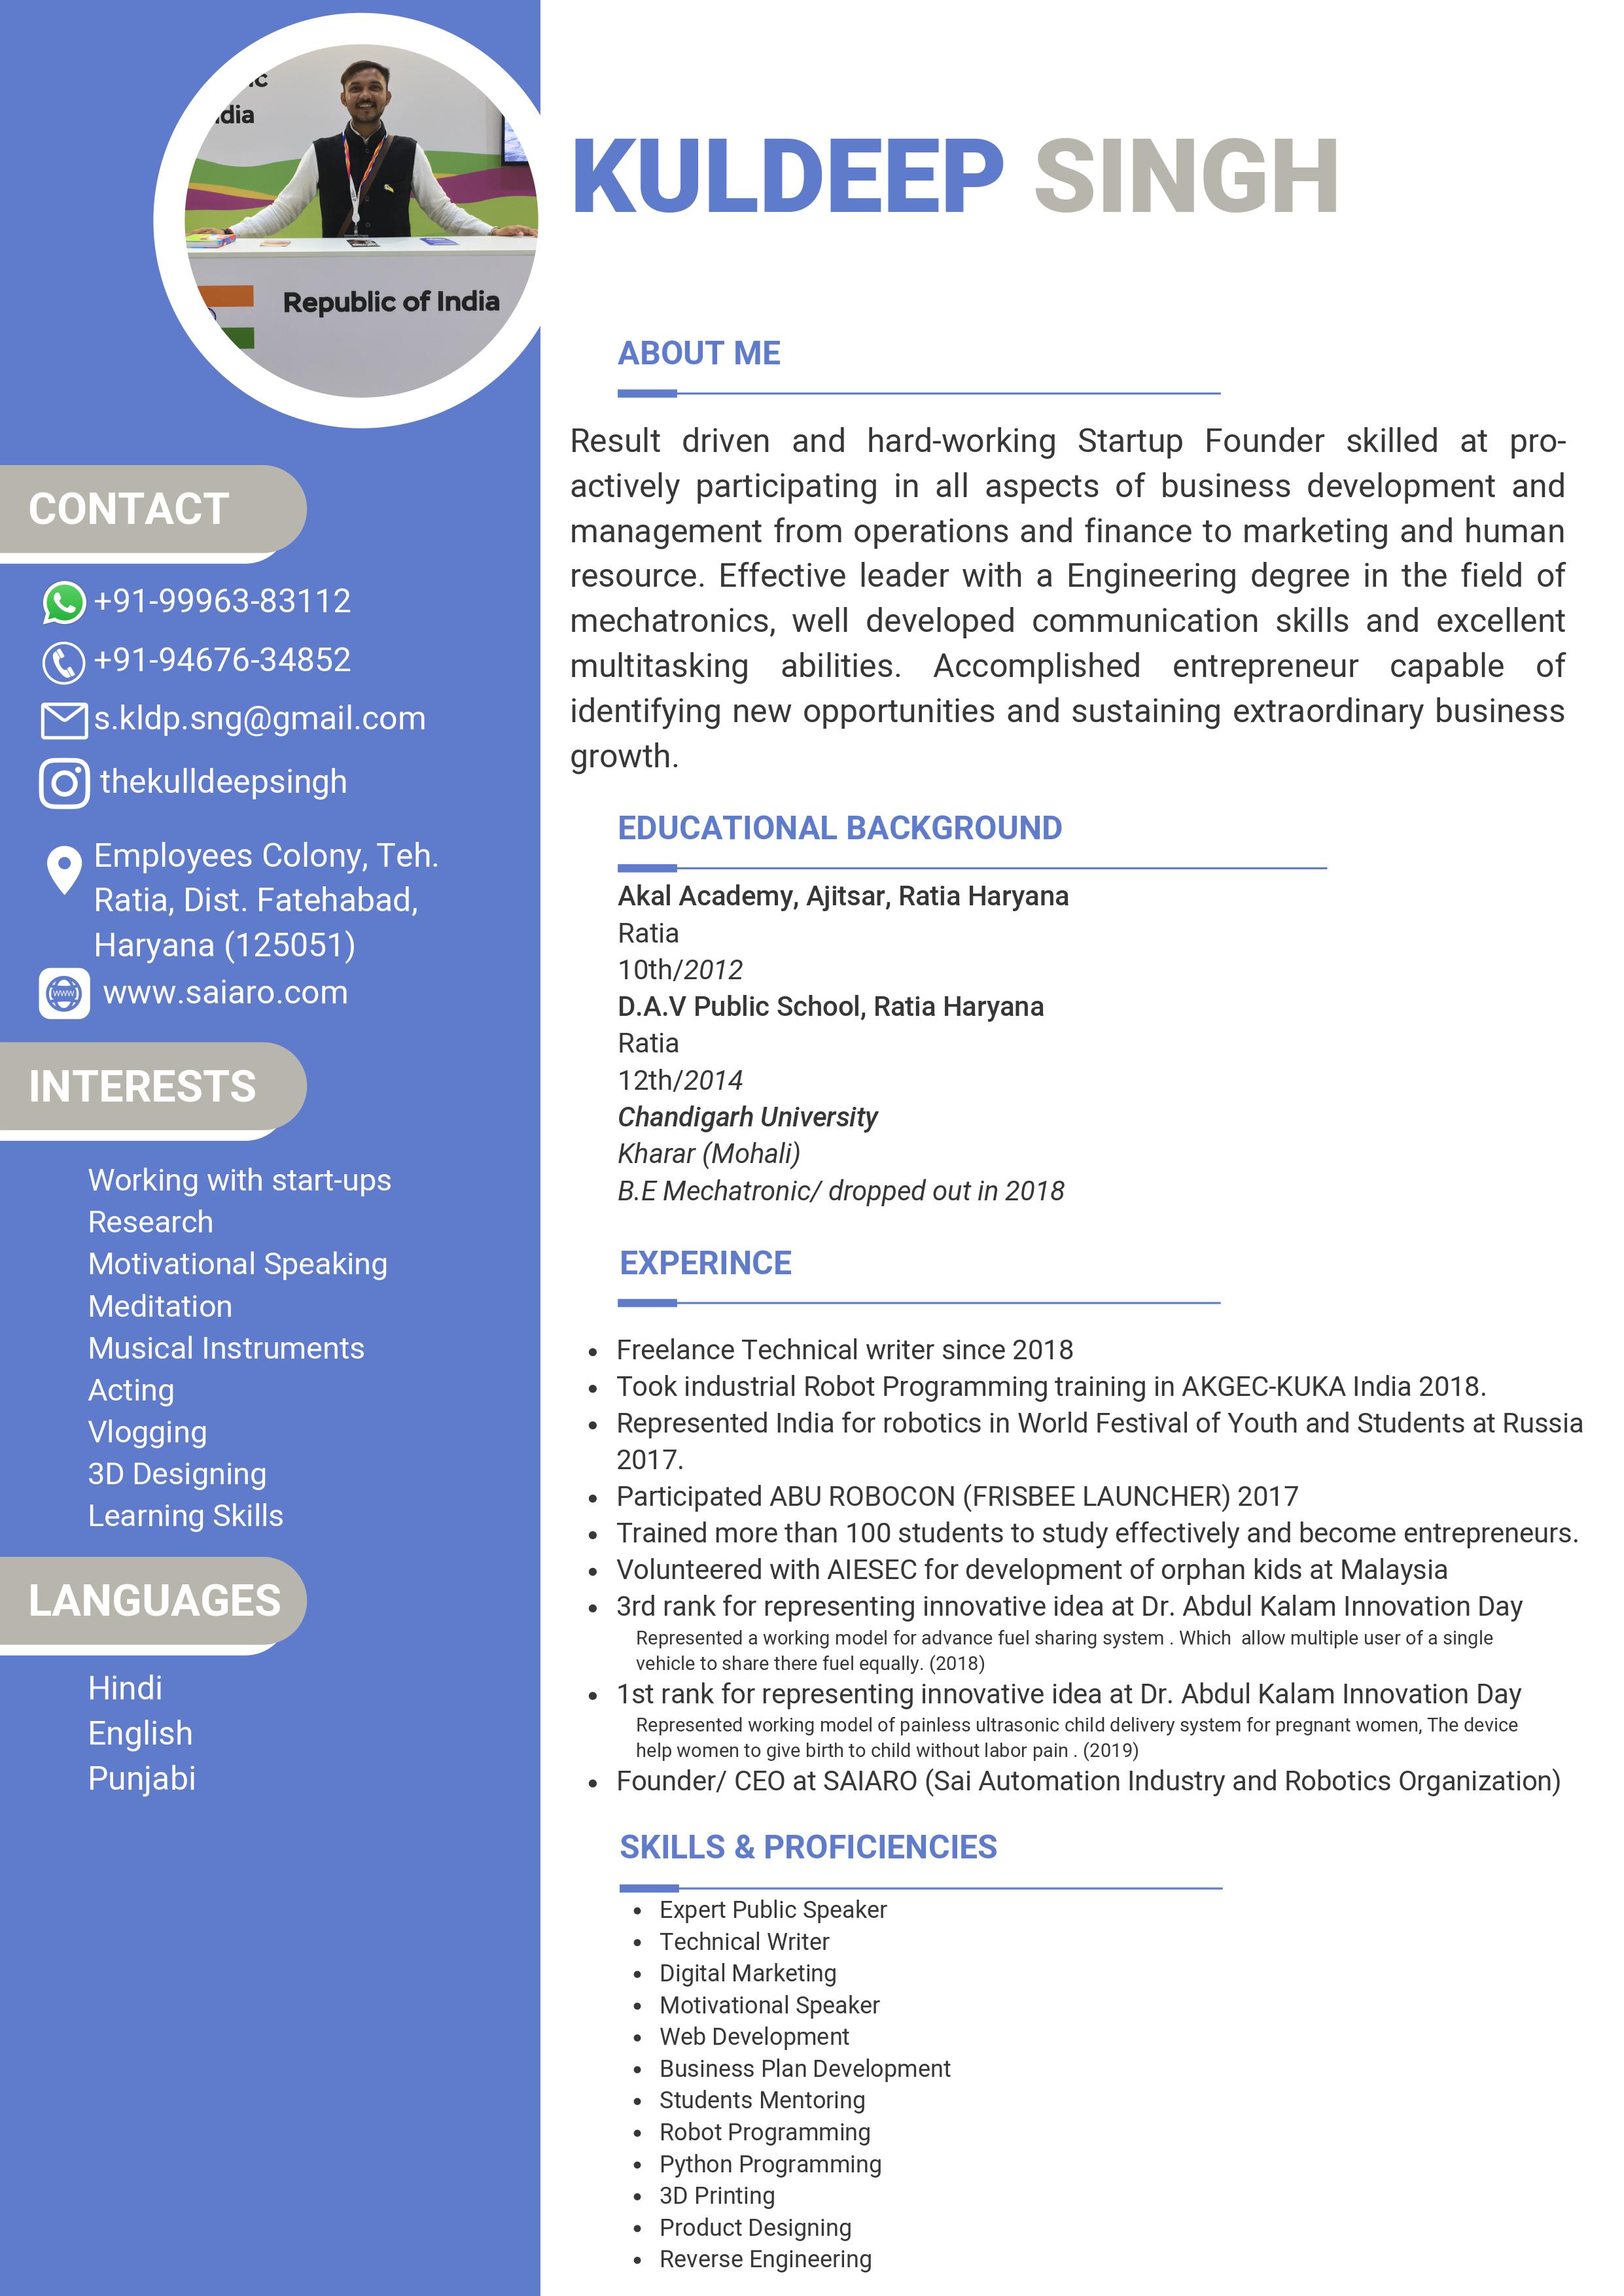 dia
Republic of India
KULDEEP SINGH
CONTACT
+91-99963-83112
+91-94676-34852
s.kldp.sng@gmail.com
thekulldeepsingh
Employees Colony, Teh.
Ratia, Dist. Fatehabad,
Haryana (125051)
www
www.saiaro.com
INTERESTS
Working with start-ups
Research
Motivational Speaking
Meditation
Musical Instruments
Acting
Vlogging
3D Designing
Learning Skills
LANGUAGES
Hindi
English
Punjabi
ABOUT ME
Result driven and hard-working Startup Founder skilled at pro-
actively participating in all aspects of business development and
management from operations and finance to marketing and human
resource. Effective leader with a Engineering degree in the field of
mechatronics, well developed communication skills and excellent
multitasking abilities. Accomplished entrepreneur capable of
identifying new opportunities and sustaining extraordinary business
growth.
EDUCATIONAL BACKGROUND
Akal Academy, Ajitsar, Ratia Haryana
Ratia
10th/2012
D.A.V Public School, Ratia Haryana
Ratia
12th/2014
Chandigarh University
Kharar (Mohali)
B.E Mechatronic/ dropped out in 2018
EXPERINCE
• Freelance Technical writer since 2018
• Took industrial Robot Programming training in AKGEC-KUKA India 2018.
• Represented India for robotics in World Festival of Youth and Students at Russia
2017.
• Participated ABU ROBOCON (FRISBEE LAUNCHER) 2017
• Trained more than 100 students to study effectively and become entrepreneurs.
• Volunteered with AIESEC for development of orphan kids at Malaysia
• 3rd rank for representing innovative idea at Dr. Abdul Kalam Innovation Day
Represented a working model for advance fuel sharing system . Which allow multiple user of a single
vehicle to share there fuel equally. (2018)
• 1st rank for representing innovative idea at Dr. Abdul Kalam Innovation Day
Represented working model of painless ultrasonic child delivery system for pregnant women, The device
help women to give birth to child without labor pain . (2019)
• Founder/ CEO at SAIARO (Sai Automation Industry and Robotics Organization)
SKILLS & PROFICIENCIES
• Expert Public Speaker
• Technical Writer
• Digital Marketing
• Motivational Speaker
• Web Development
• Business Plan Development
• Students Mentoring
• Robot Programming
• Python Programming
• 3D Printing
• Product Designing
• Reverse Engineering